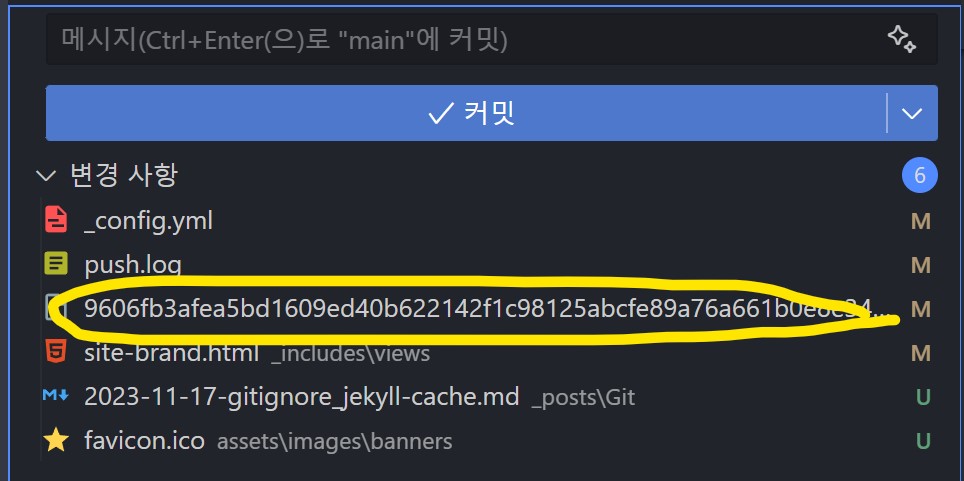 메시지(Ctrl+Enter(으)로 "main"에 커밋)
커밋
변경 사항 6
_config.yml M
push.log M
9606fb3afea5bd1609ed40b622142f1c98125abcfe89a76a661b0e8c34... M
site-brand.html _includes\views M
2023-11-17-gitignore_jekyll-cache.md _posts\Git U
favicon.ico assets\images\banners U